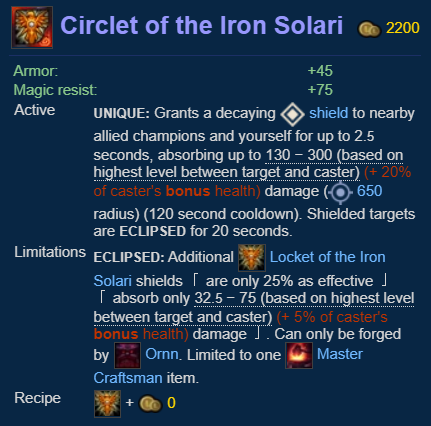 Circlet of the Iron Solari 2200
Armor: +45
Magic resist: +75
Active UNIQUE: Grants a decaying shield to nearby
allied champions and yourself for up to 2.5
seconds, absorbing up to 130 − 300 (based on
highest level between target and caster) (+ 20%
of caster's bonus health) damage ( 650
radius) (120 second cooldown). Shielded targets
are ECLIPSED for 20 seconds.
Limitations ECLIPSED: Additional Locket of the Iron
Solari shields 「 are only 25% as effective 」
「 absorb only 32.5 − 75 (based on highest level
between target and caster) (+ 5% of caster's
bonus health) damage 」. Can only be forged
by Ornn. Limited to one Master
Craftsman item.
Recipe + 0